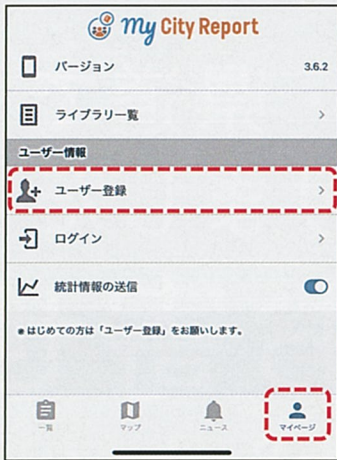 My City Report
バージョン 3.6.2
ライブラリ一覧
ユーザー情報
ユーザー登録
ログイン
統計情報の送信
※はじめての方は「ユーザー登録」をお願いします。
一覧 マップ ニュース マイページ